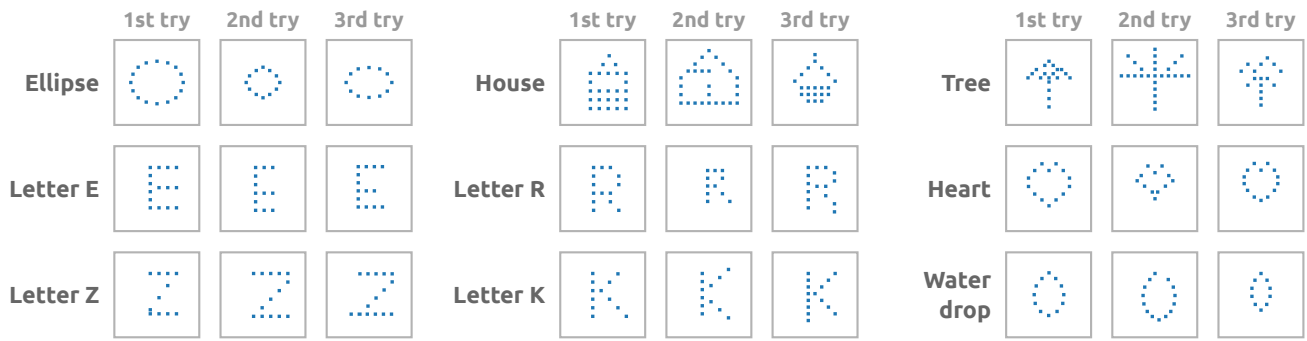 1st try 2nd try 3rd try 1st try 2nd try 3rd try 1st try 2nd try 3rd try
Ellipse House Tree
Letter E Letter R Heart
Letter Z Letter K Water
drop